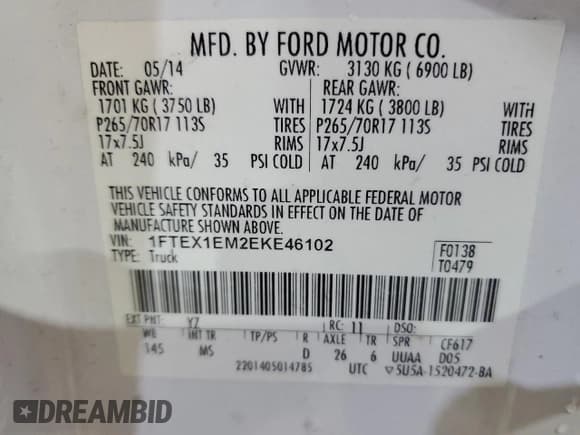 MFD. BY FORD MOTOR CO.
DATE: 05/14 GVWR: 3130 KG ( 6900 LB)
FRONT GAWR: REAR GAWR:
1701 KG ( 3750 LB) WITH 1724 KG ( 3800 LB) WITH
P265/70R17 113S TIRES P265/70R17 113S TIRES
17x7.5J RIMS 17x7.5J RIMS
AT 240 kPa/ 35 PSI COLD AT 240 kPa/ 35 PSI COLD
THIS VEHICLE CONFORMS TO ALL APPLICABLE FEDERAL MOTOR
VEHICLE SAFETY STANDARDS IN EFFECT ON THE DATE OF
MANUFACTURE SHOWN ABOVE.
VIN: 1FTEX1EM2EKE46102 F0138
TYPE: Truck T0479
EXT PNT: YZ RC: 11 DSO:
WB INT TR TP/PS R AXLE TR SPR CF617
145 MS D 26 6 UUAA D05
2201405014785 UTC ▽5U5A-1520472-BA
DREAMBID